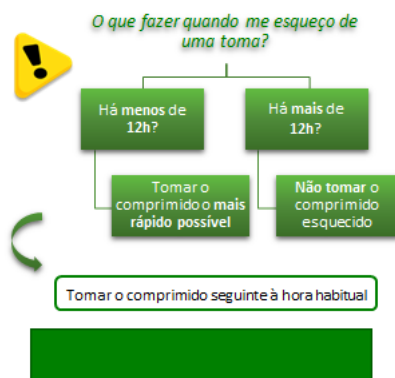 O que fazer quando me esqueço de
uma toma?
Há menos de
12h?
Há mais de
12h?
Tomar o
comprimido o mais
rápido possível
Não tomar o
comprimido
esquecido
Tomar o comprimido seguinte à hora habitual